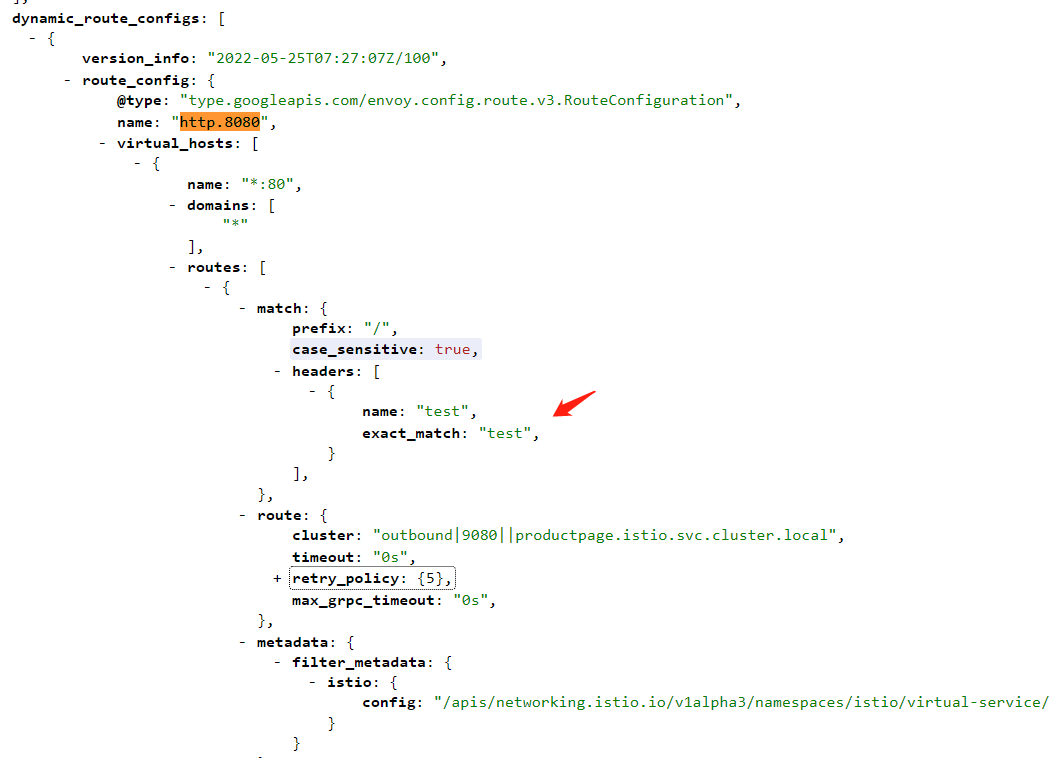 dynamic_route_configs: [
- {
version_info: "2022-05-25T07:27:07Z/100",
- route_config: {
@type: "type.googleapis.com/envoy.config.route.v3.RouteConfiguration",
name: "http.8080",
- virtual_hosts: [
- {
name: "*:80",
- domains: [
"*"
],
- routes: [
- {
- match: {
prefix: "/",
case_sensitive: true,
- headers: [
- {
name: "test",
exact_match: "test",
}
],
},
- route: {
cluster: "outbound|9080||productpage.istio.svc.cluster.local",
timeout: "0s",
+ retry_policy: {5},
max_grpc_timeout: "0s",
},
- metadata: {
- filter_metadata: {
- istio: {
config: "/apis/networking.istio.io/v1alpha3/namespaces/istio/virtual-service/
}
}